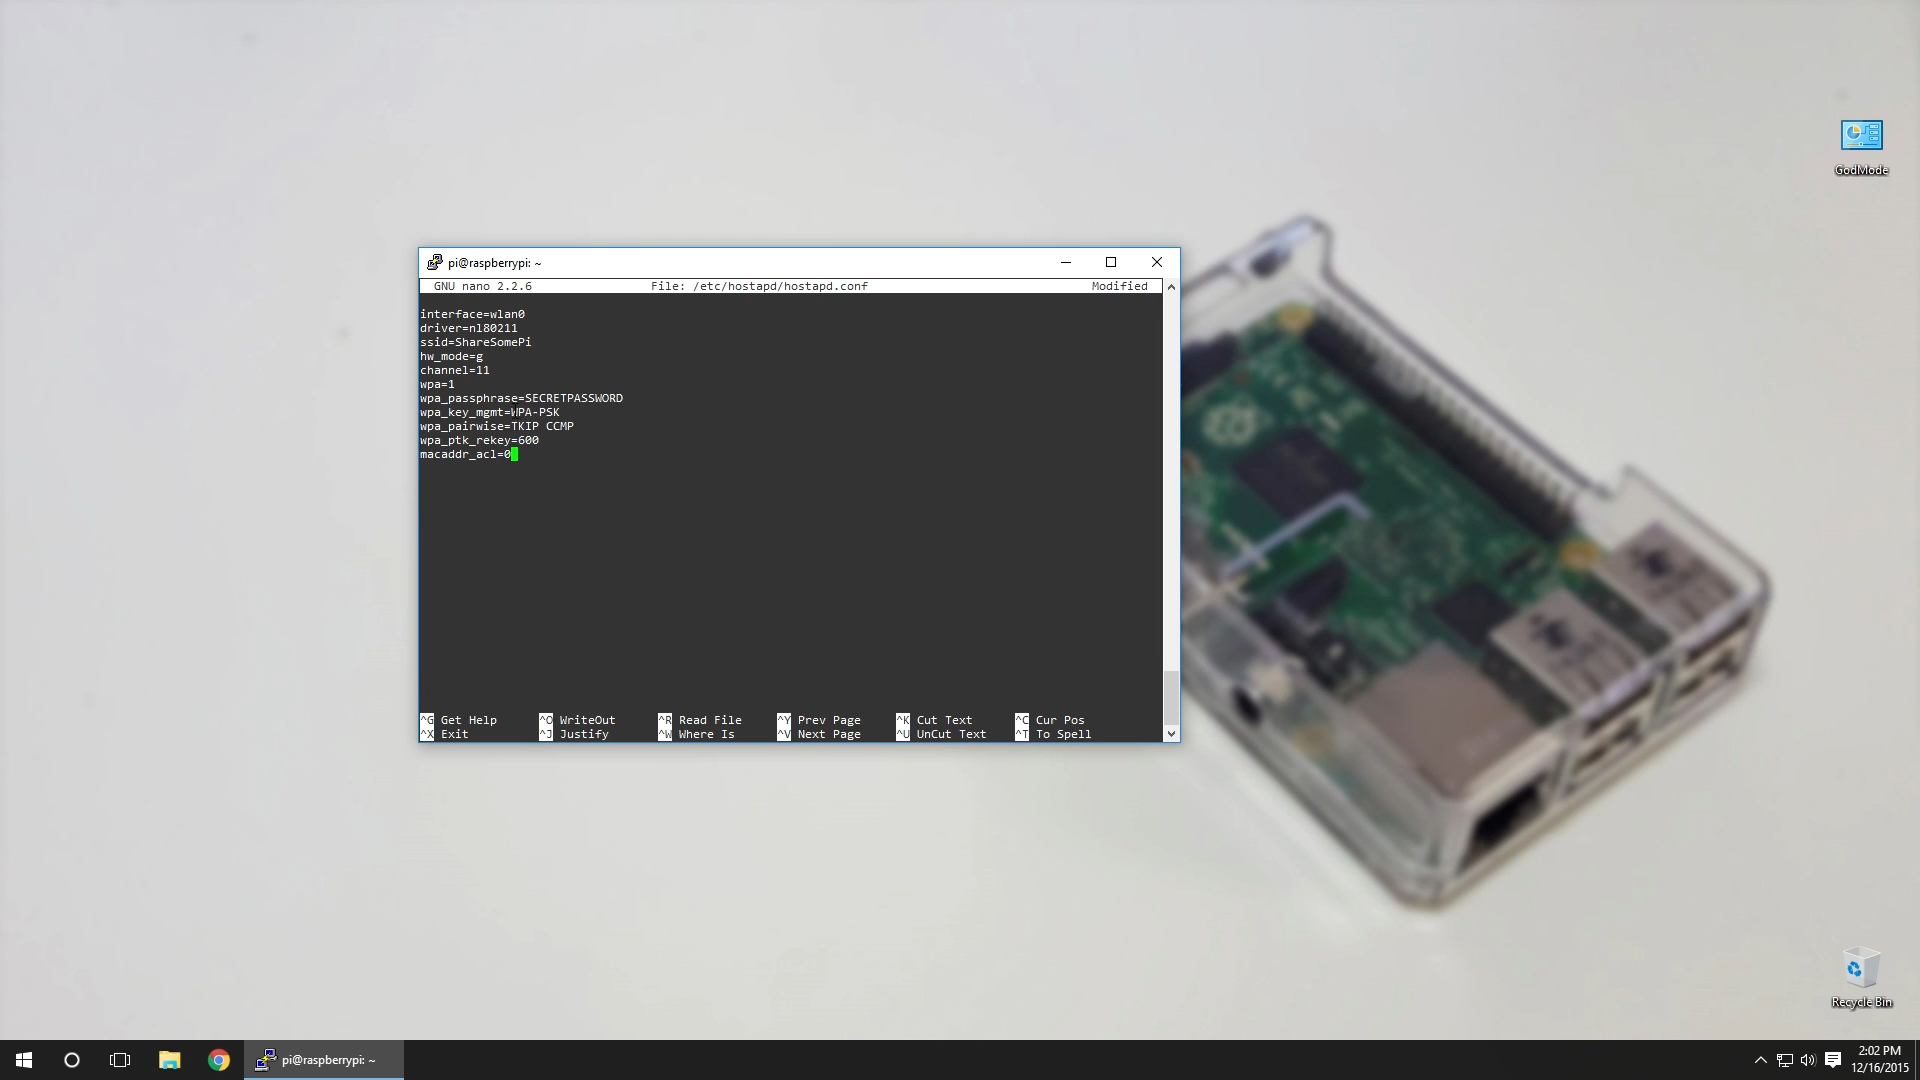 GodMode
pi@raspberrypi: ~
GNU nano 2.2.6 File: /etc/hostapd/hostapd.conf Modified
interface=wlan0
driver=nl80211
ssid=ShareSomePi
hw_mode=g
channel=11
wpa=1
wpa_passphrase=SECRETPASSWORD
wpa_key_mgmt=WPA-PSK
wpa_pairwise=TKIP CCMP
wpa_ptk_rekey=600
macaddr_acl=0
^G Get Help ^O WriteOut ^R Read File ^Y Prev Page ^K Cut Text ^C Cur Pos
^X Exit ^J Justify ^W Where Is ^V Next Page ^U UnCut Text ^T To Spell
Recycle Bin
pi@raspberrypi: ~
2:02 PM
12/16/2015